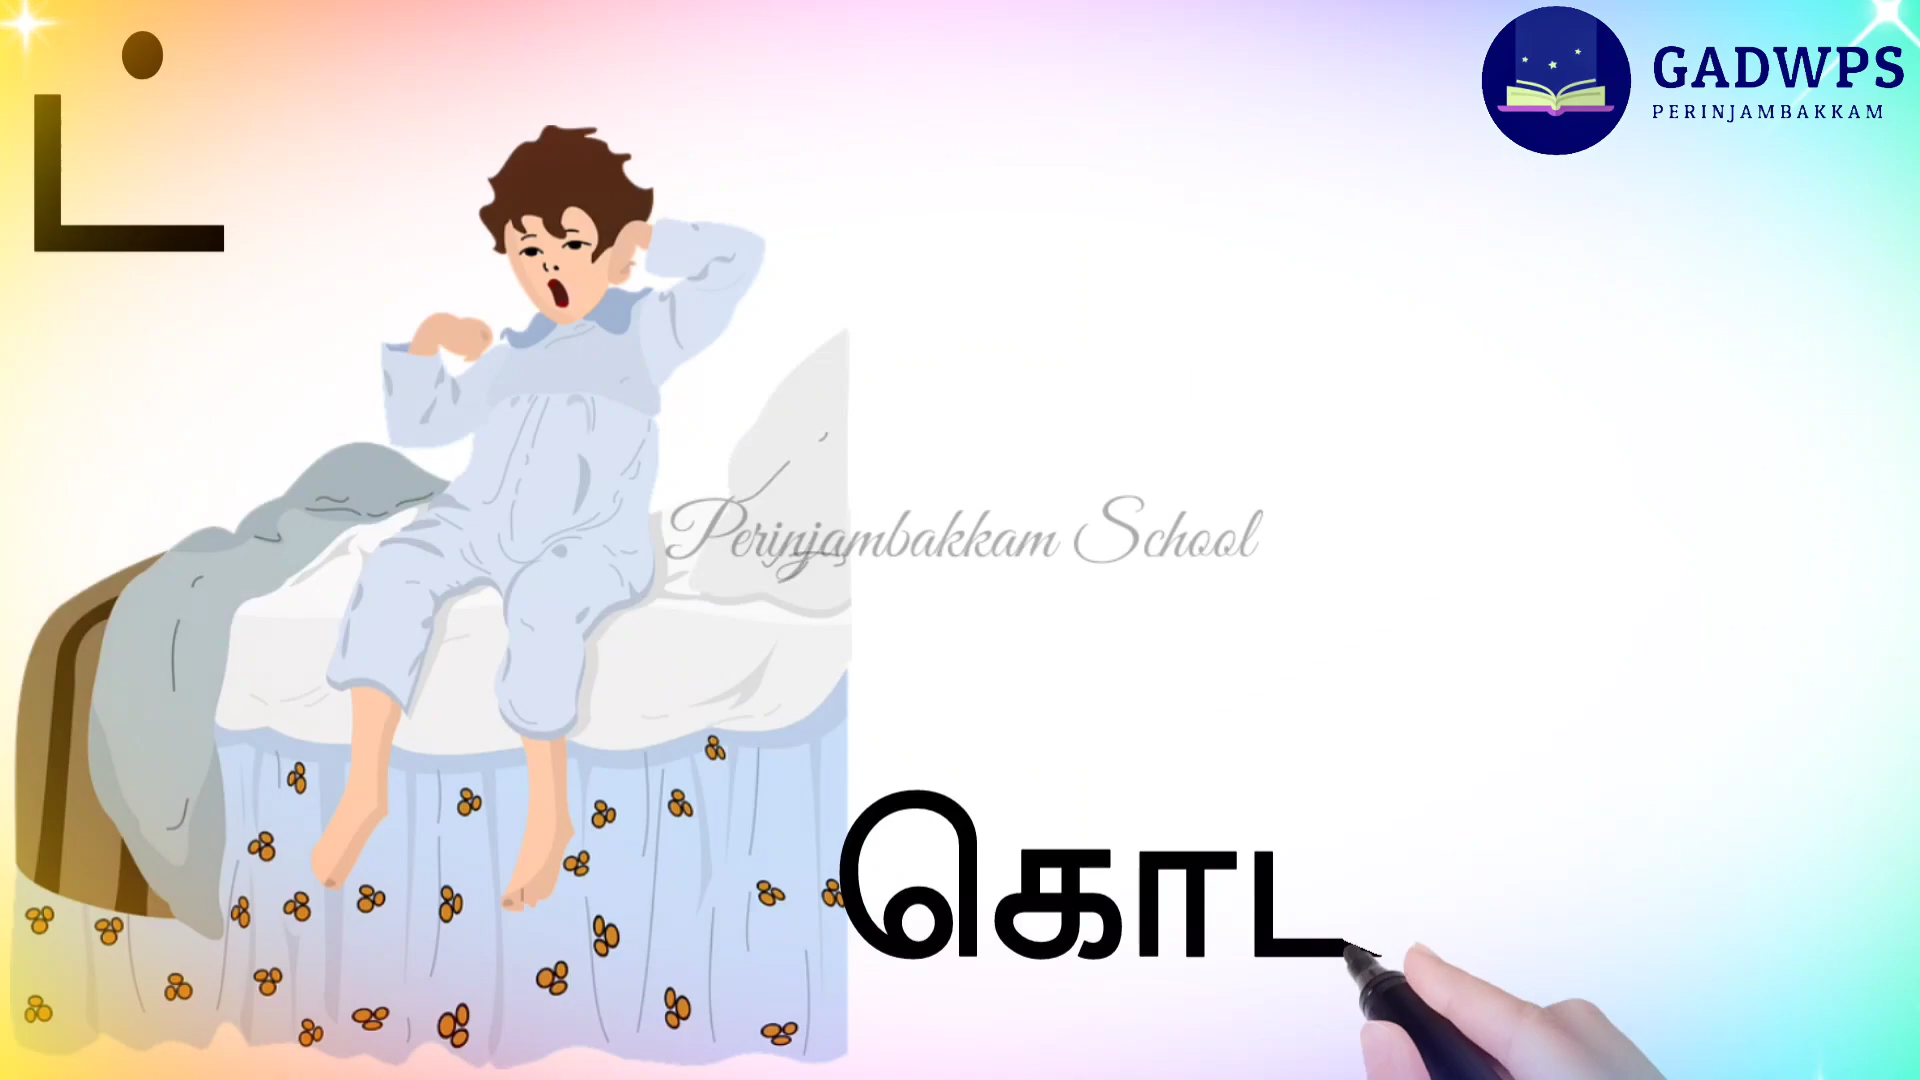 ட்
GADWPS
PERINJAMBAKKAM
Perinjambakkam School
கொட